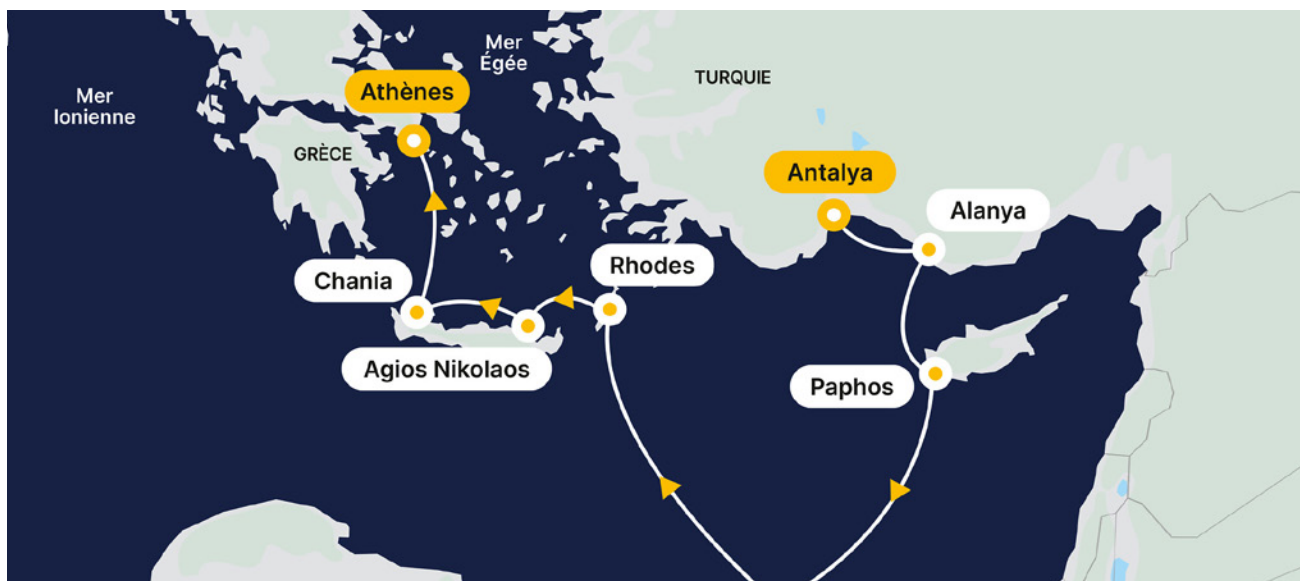 Mer
Égée
Mer
Ionienne
Athènes
TURQUIE
GRÈCE
Antalya
Alanya
Chania
Rhodes
Agios Nikolaos
Paphos